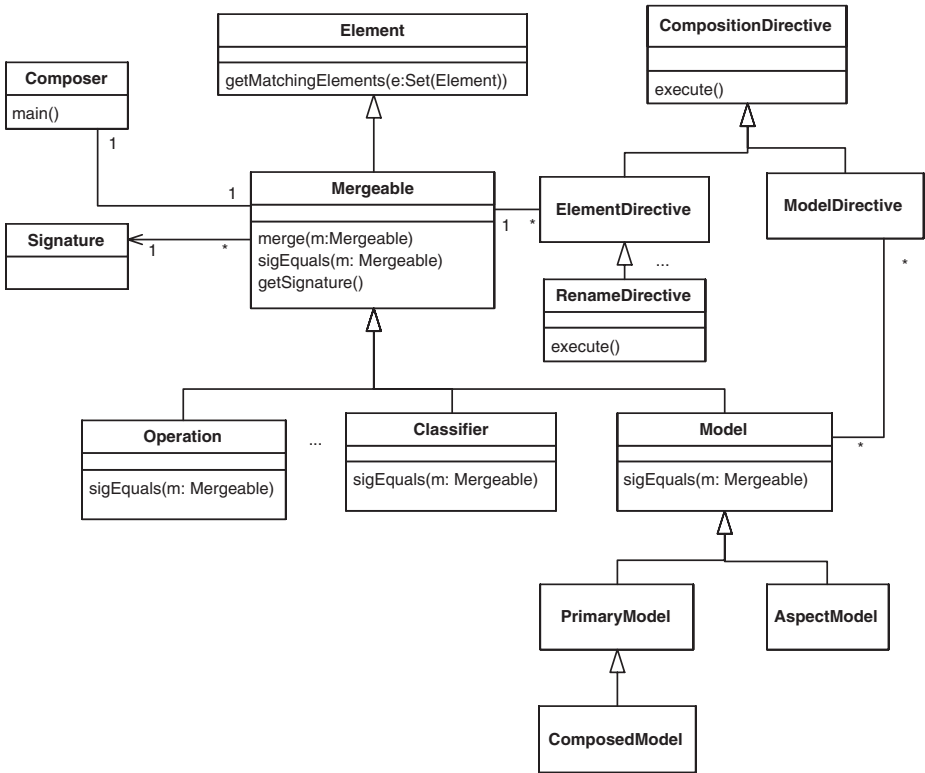 Element
getMatchingElements(e:Set(Element))
CompositionDirective
execute()
Composer
main()
1
1
Mergeable
merge(m:Mergeable)
sigEquals(m: Mergeable)
getSignature()
Signature
1
*
1
*
ElementDirective
ModelDirective
*
...
RenameDirective
execute()
Operation
sigEquals(m: Mergeable)
...
Classifier
sigEquals(m: Mergeable)
Model
sigEquals(m: Mergeable)
*
PrimaryModel
AspectModel
ComposedModel